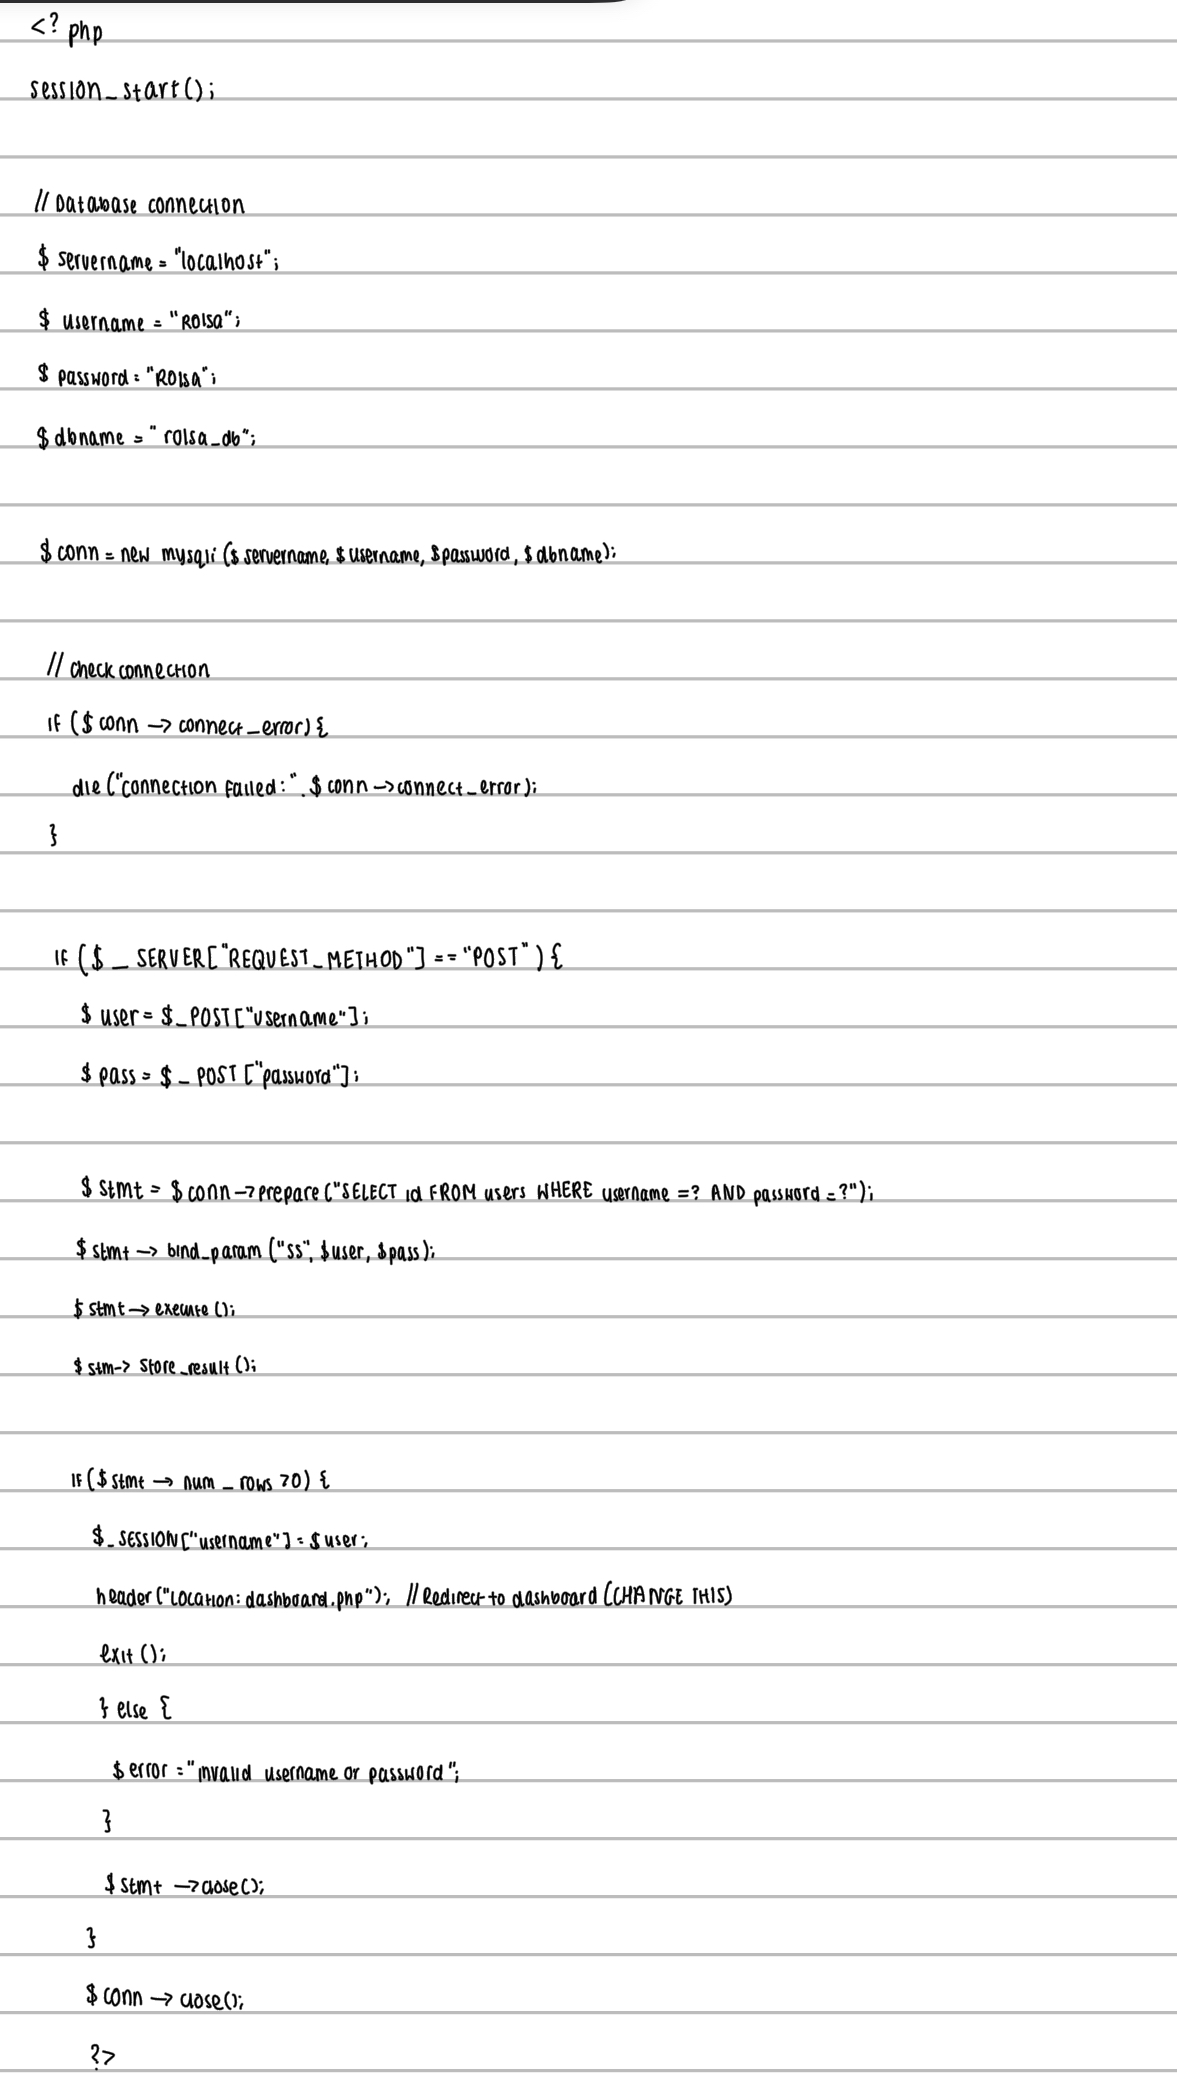 <? php
session_start();
// Database connection
$ servername = "localhost";
$ username = "Rolsa";
$ password = "Rolsa";
$ dbname = " rolsa_db";
$ conn = new mysqli ($ servername, $ username, $ password, $ dbname);
// check connection
if ($ conn -> connect_error) {
die ("connection failed: ". $ conn -> connect_error);
}
if ($ _ SERVER["REQUEST_METHOD"] == "POST") {
$ user = $_POST["username"];
$ pass = $ _ POST ["password"];
$ stmt = $ conn -> prepare ("SELECT id FROM users WHERE username =? AND password =?");
$ stmt -> bind_param ("ss", $user, $pass);
$ stmt -> execute ();
$ stm-> store_result ();
if ($ stmt -> num _ rows >0) {
$_SESSION["username"] = $ user;
header ("Location: dashboard.php"); // Redirect to dashboard (CHANGE THIS)
exit ();
} else {
$ error = "invalid username or password";
}
$ stmt -> close();
}
$ conn -> close();
?>